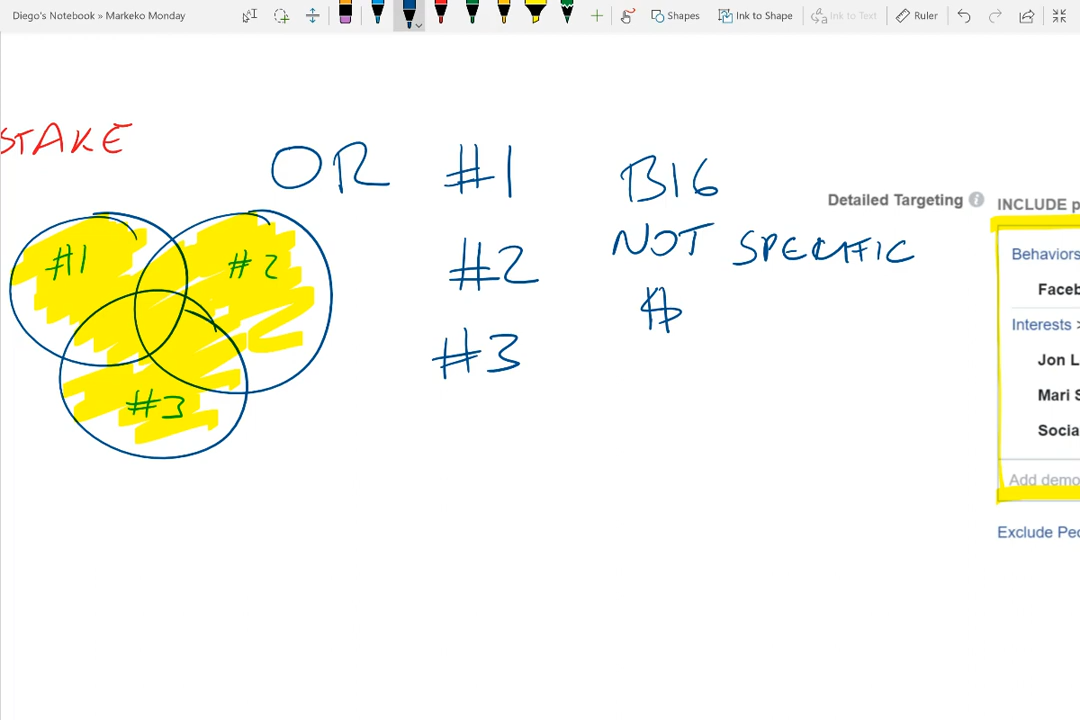 Diego's Notebook » Markeko Monday
Shapes
Ink to Shape
Ink to Text
Ruler
STAKE
OR #1
#2
#3
BIG
NOT SPECIFIC
$
#1
#2
#3
Detailed Targeting
INCLUDE p
Behaviors
Faceb
Interests >
Jon L
Mari S
Socia
Add demo
Exclude Peo